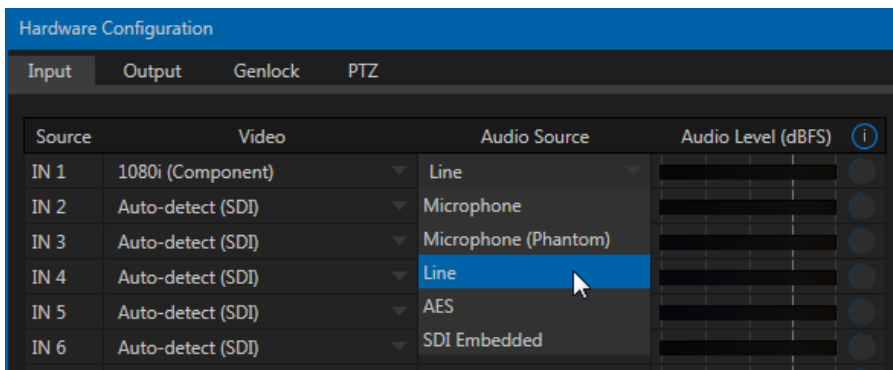 Hardware Configuration
Input Output Genlock PTZ
Source Video Audio Source Audio Level (dBFS) i
IN 1 1080i (Component) Line
IN 2 Auto-detect (SDI) Microphone
IN 3 Auto-detect (SDI) Microphone (Phantom)
IN 4 Auto-detect (SDI) Line
IN 5 Auto-detect (SDI) AES
IN 6 Auto-detect (SDI) SDI Embedded